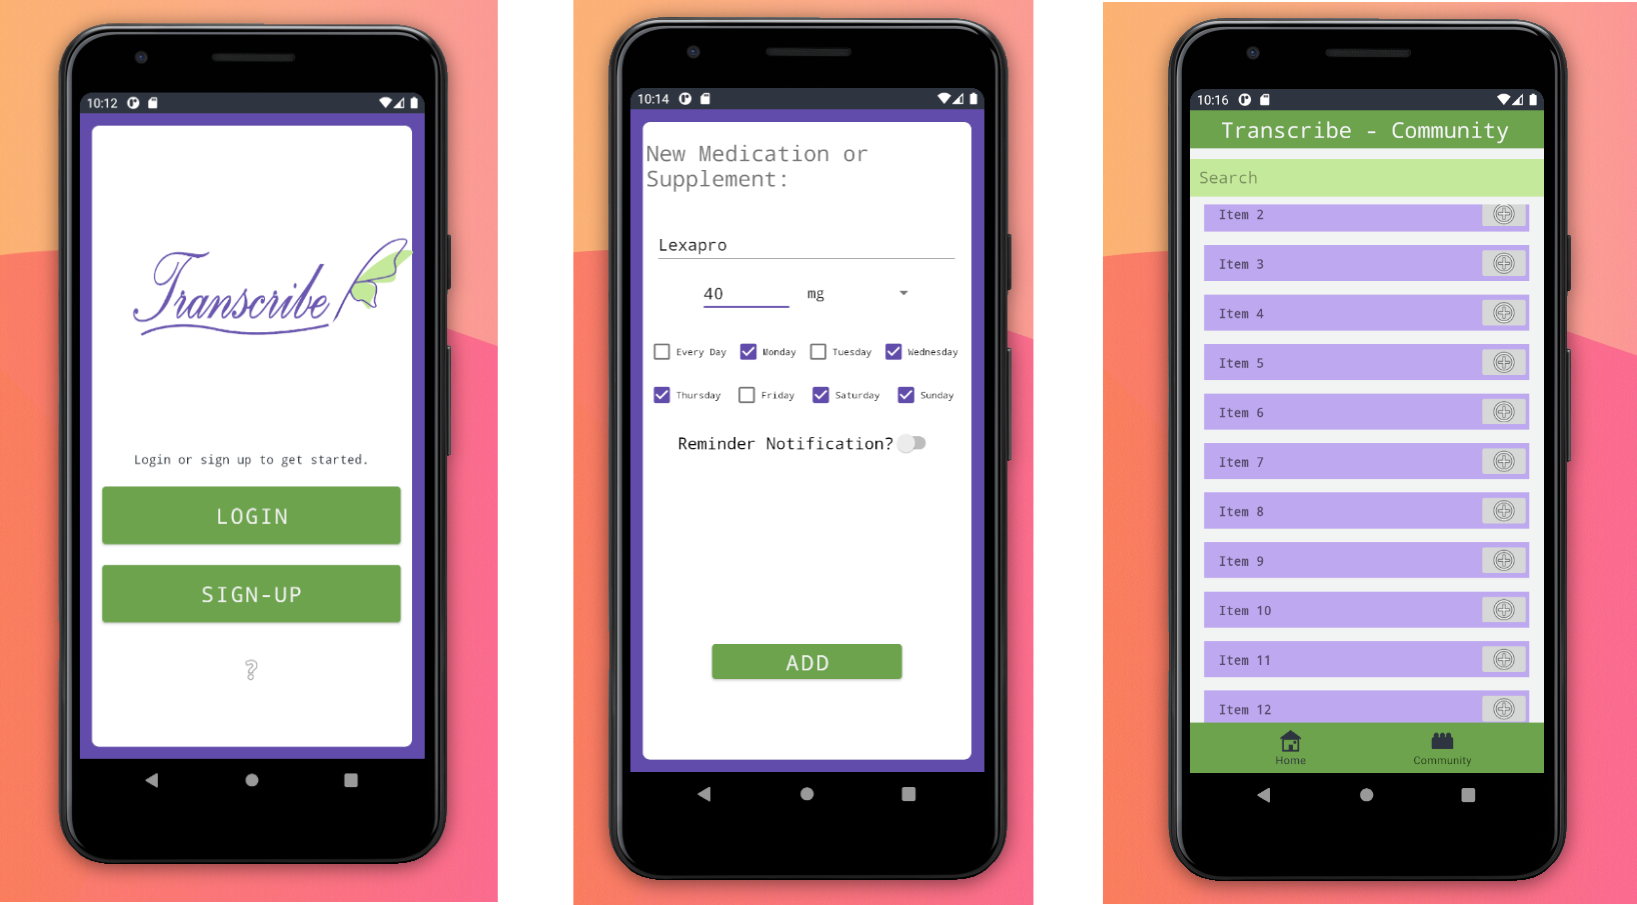 10:12
Transcribe
Login or sign up to get started.
LOGIN
SIGN-UP
?
10:14
New Medication or
Supplement:
Lexapro
40 mg
Every Day Monday Tuesday Wednesday
Thursday Friday Saturday Sunday
Reminder Notification?
ADD
10:16
Transcribe - Community
Search
Item 2
Item 3
Item 4
Item 5
Item 6
Item 7
Item 8
Item 9
Item 10
Item 11
Item 12
Home Community